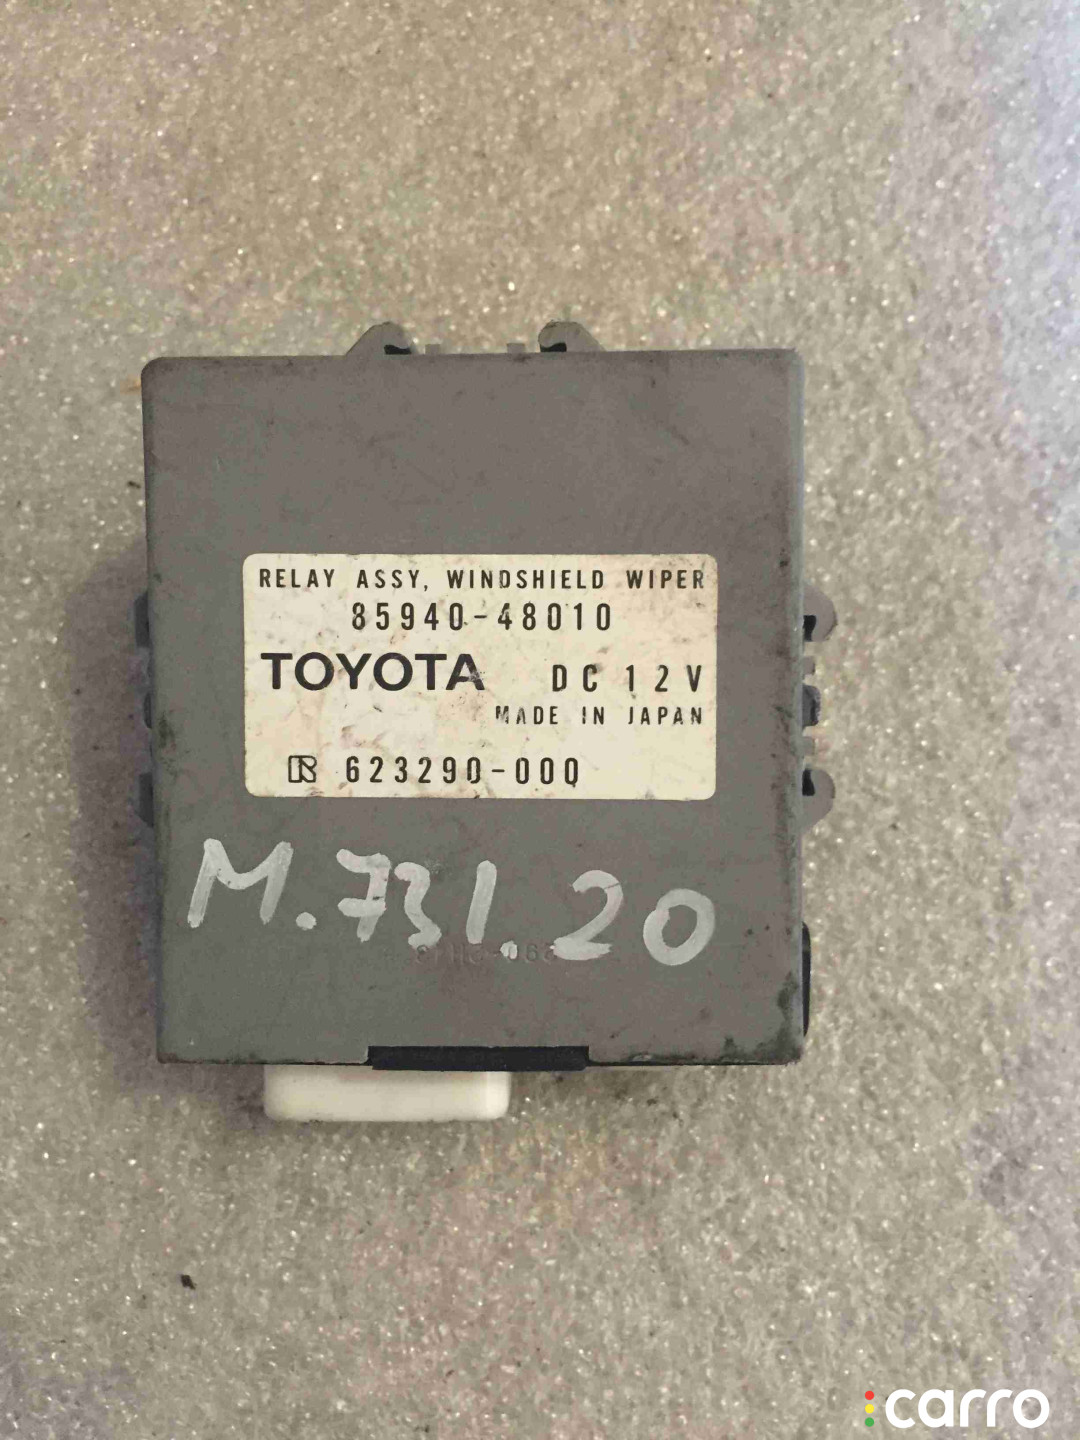 RELAY ASSY, WINDSHIELD WIPER
85940-48010
TOYOTA DC 12V
MADE IN JAPAN
R 623290-000
M.731.20
carro